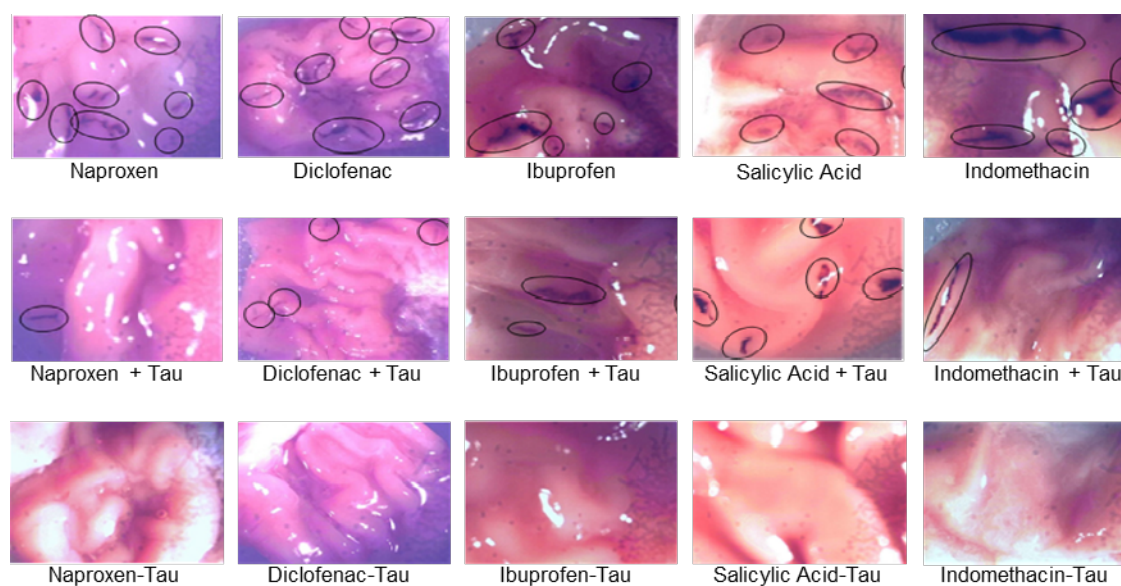 Naproxen
Diclofenac
Ibuprofen
Salicylic Acid
Indomethacin
Naproxen + Tau
Diclofenac + Tau
Ibuprofen + Tau
Salicylic Acid + Tau
Indomethacin + Tau
Naproxen-Tau
Diclofenac-Tau
Ibuprofen-Tau
Salicylic Acid-Tau
Indomethacin-Tau